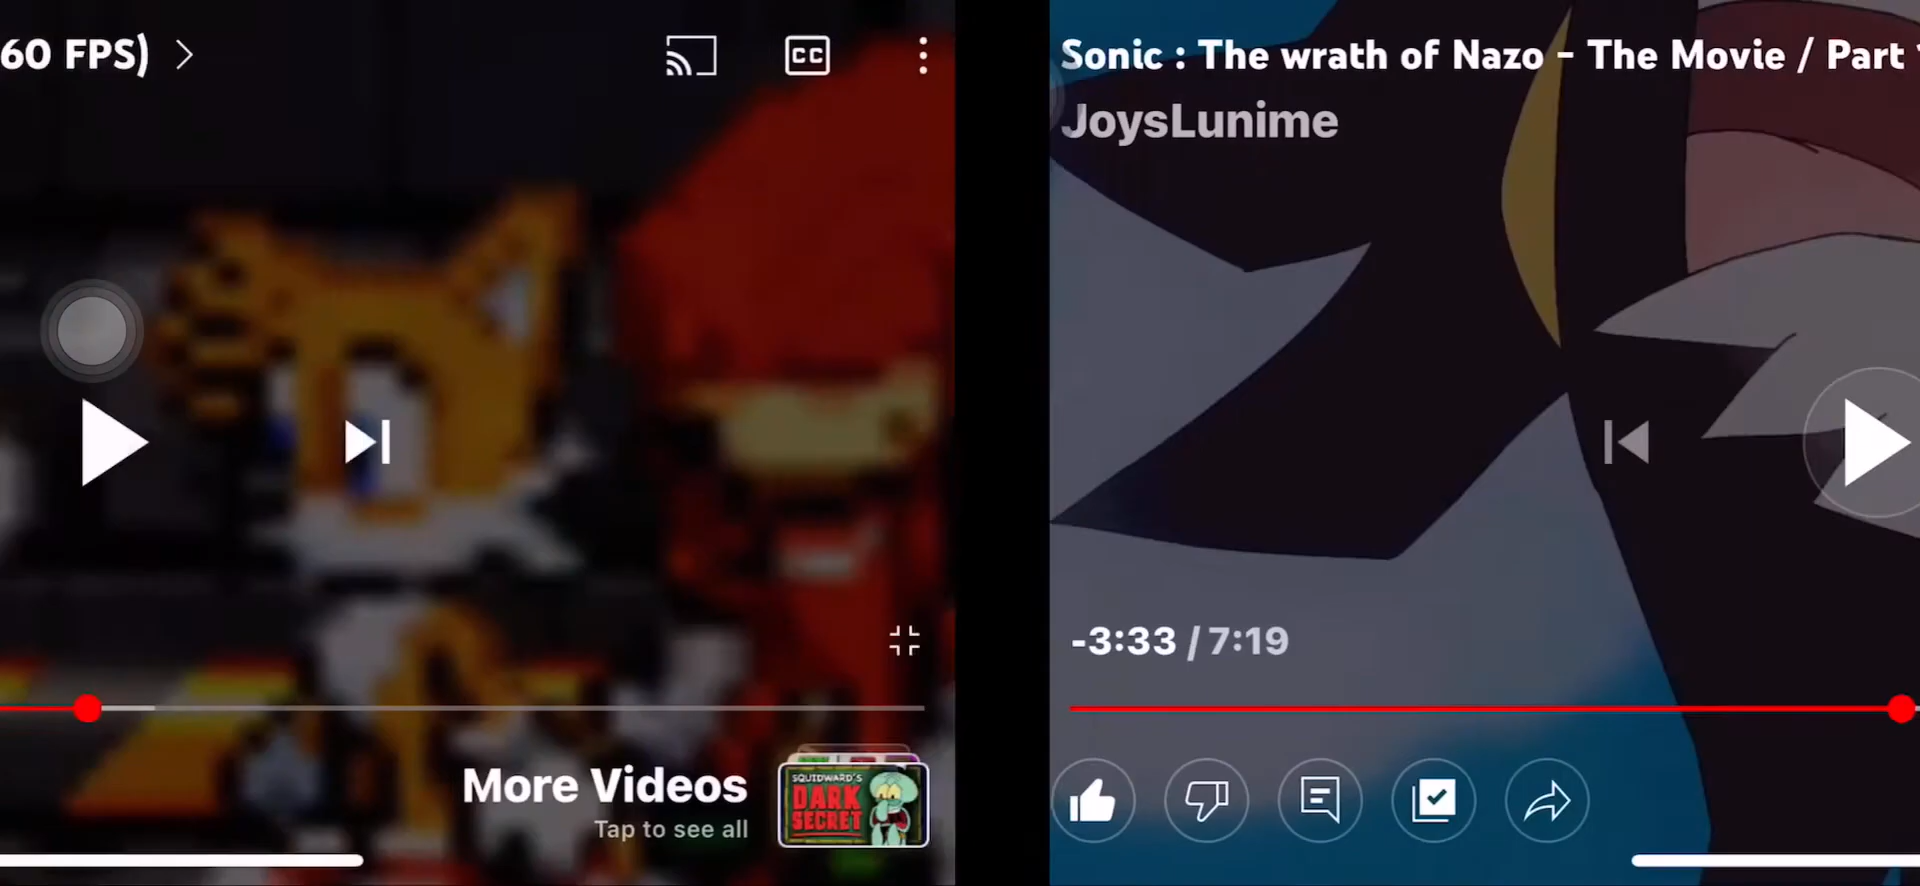 60 FPS)
CC
More Videos
Tap to see all
SQUIDWARD'S
DARK
SECRET
Sonic : The wrath of Nazo - The Movie / Part
JoysLunime
-3:33 / 7:19